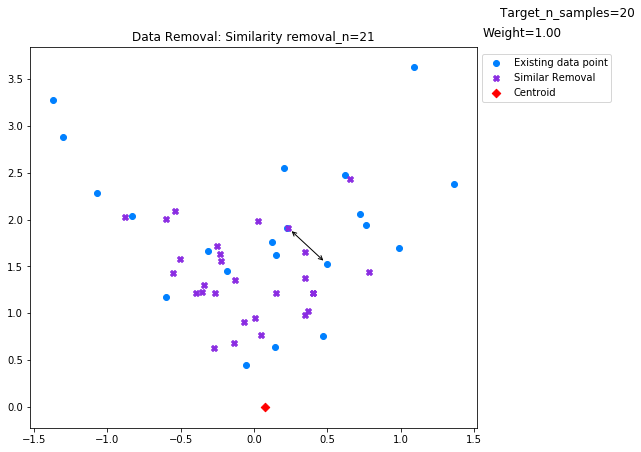 Target_n_samples=20
Weight=1.00
Data Removal: Similarity removal_n=21
Existing data point
Similar Removal
Centroid
3.5
3.0
2.5
2.0
1.5
1.0
0.5
0.0
−1.5 −1.0 −0.5 0.0 0.5 1.0 1.5